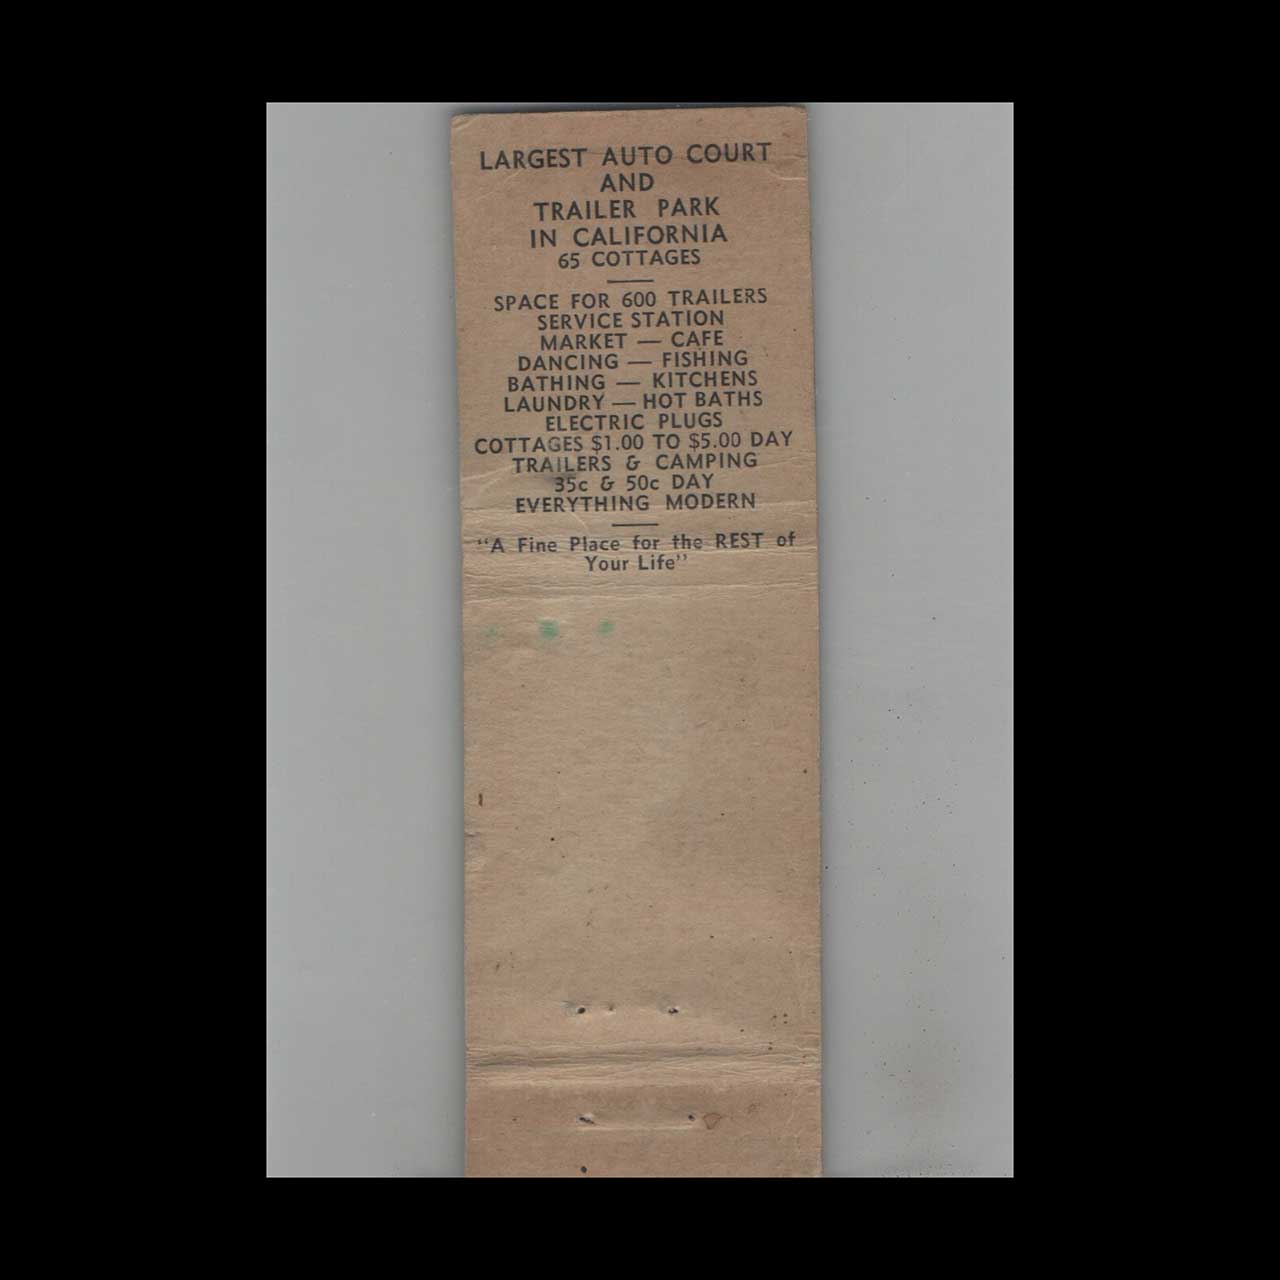 LARGEST AUTO COURT
AND
TRAILER PARK
IN CALIFORNIA
65 COTTAGES
SPACE FOR 600 TRAILERS
SERVICE STATION
MARKET — CAFE
DANCING — FISHING
BATHING — KITCHENS
LAUNDRY — HOT BATHS
ELECTRIC PLUGS
COTTAGES $1.00 TO $5.00 DAY
TRAILERS & CAMPING
35c & 50c DAY
EVERYTHING MODERN
"A Fine Place for the REST of
Your Life"